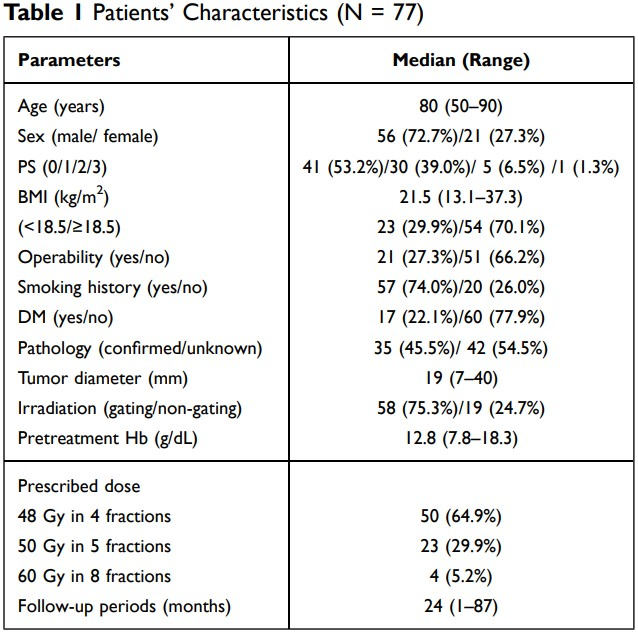 Table 1 Patients' Characteristics (N = 77)
Parameters Median (Range)
Age (years) 80 (50–90)
Sex (male/ female) 56 (72.7%)/21 (27.3%)
PS (0/1/2/3) 41 (53.2%)/30 (39.0%)/ 5 (6.5%) /1 (1.3%)
BMI (kg/m²) 21.5 (13.1–37.3)
(<18.5/≥18.5) 23 (29.9%)/54 (70.1%)
Operability (yes/no) 21 (27.3%)/51 (66.2%)
Smoking history (yes/no) 57 (74.0%)/20 (26.0%)
DM (yes/no) 17 (22.1%)/60 (77.9%)
Pathology (confirmed/unknown) 35 (45.5%)/ 42 (54.5%)
Tumor diameter (mm) 19 (7–40)
Irradiation (gating/non-gating) 58 (75.3%)/19 (24.7%)
Pretreatment Hb (g/dL) 12.8 (7.8–18.3)
Prescribed dose
48 Gy in 4 fractions 50 (64.9%)
50 Gy in 5 fractions 23 (29.9%)
60 Gy in 8 fractions 4 (5.2%)
Follow-up periods (months) 24 (1–87)